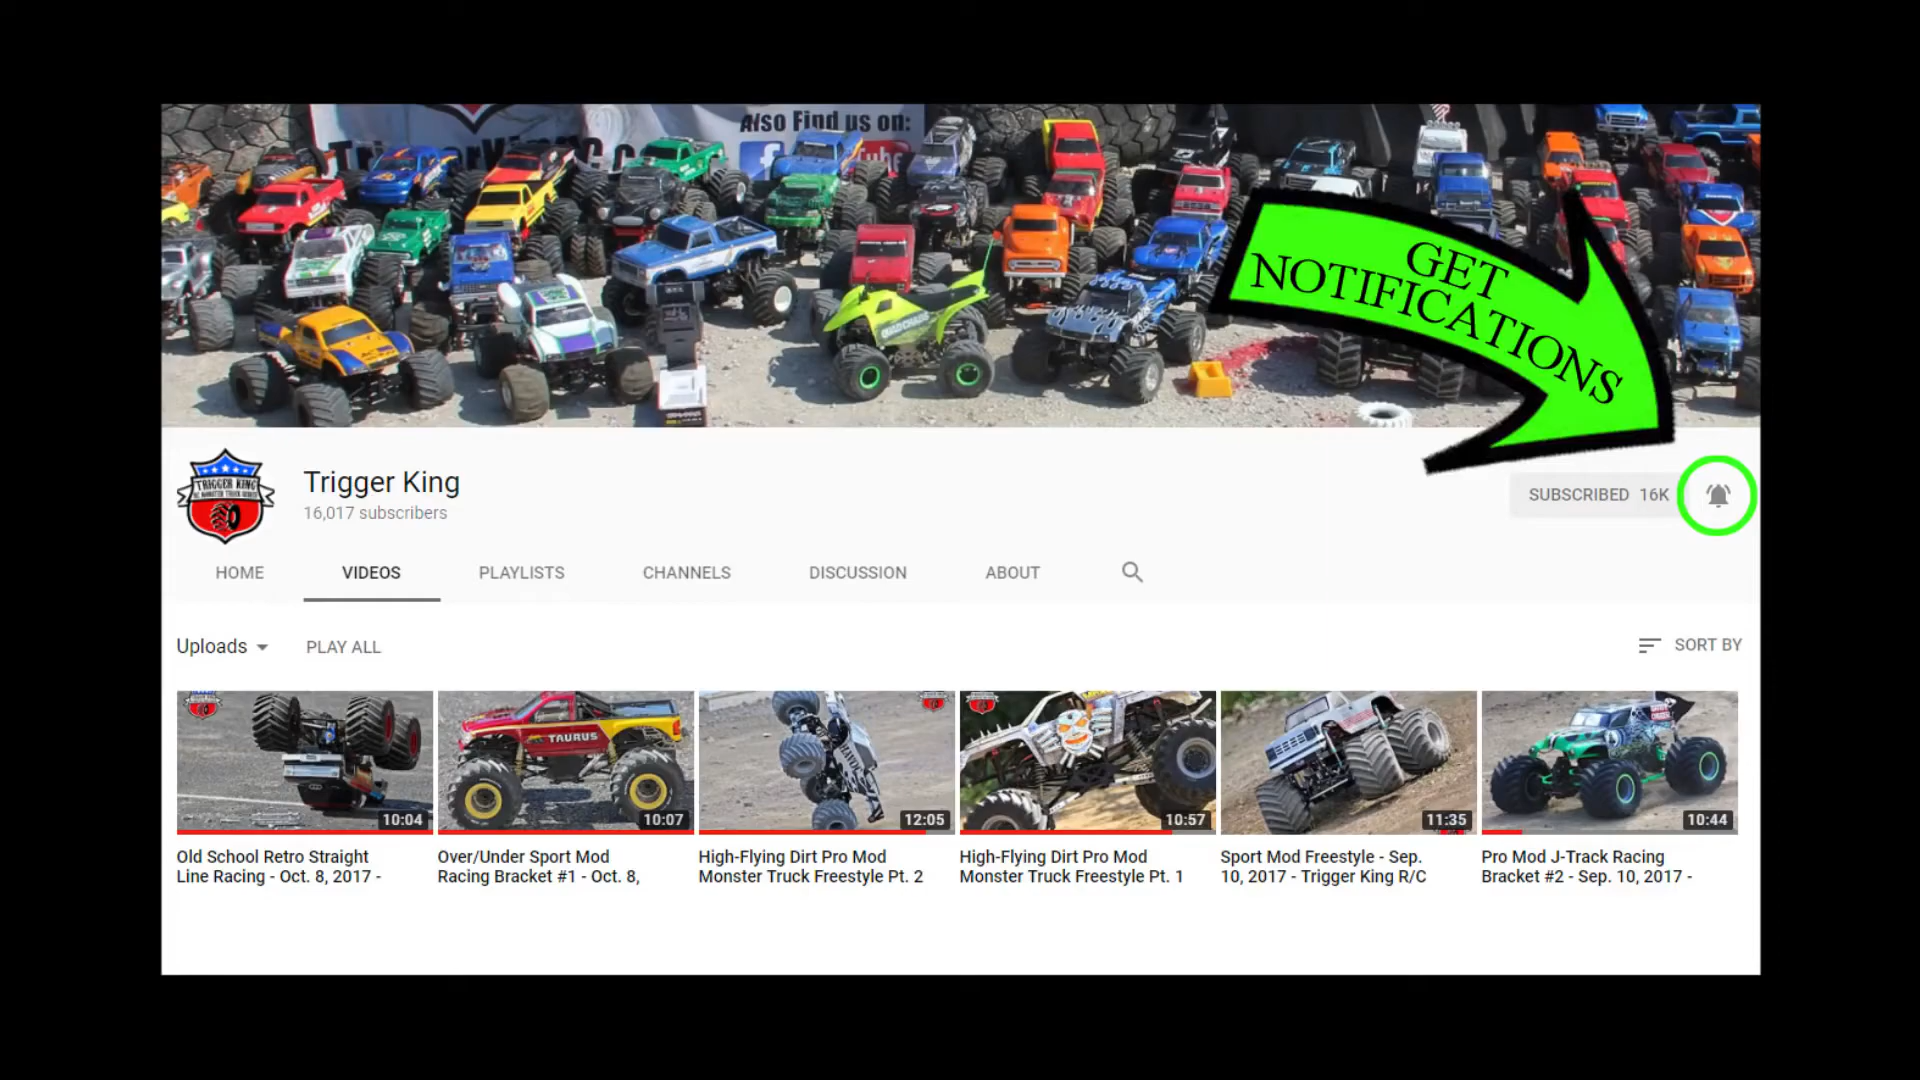 Also Find us on:
GET
NOTIFICATIONS
TRIGGER KING
Trigger King
16,017 subscribers
SUBSCRIBED 16K
HOME VIDEOS PLAYLISTS CHANNELS DISCUSSION ABOUT
Uploads PLAY ALL SORT BY
TAURUS
10:04 10:07 12:05 10:57 11:35 10:44
Old School Retro Straight
Line Racing - Oct. 8, 2017 -
Over/Under Sport Mod
Racing Bracket #1 - Oct. 8,
High-Flying Dirt Pro Mod
Monster Truck Freestyle Pt. 2
High-Flying Dirt Pro Mod
Monster Truck Freestyle Pt. 1
Sport Mod Freestyle - Sep.
10, 2017 - Trigger King R/C
Pro Mod J-Track Racing
Bracket #2 - Sep. 10, 2017 -